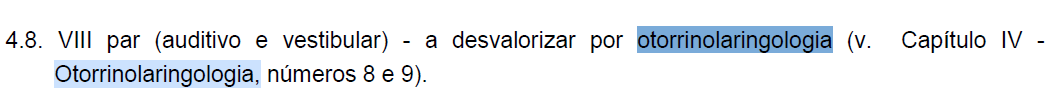 4.8. VIII par (auditivo e vestibular) - a desvalorizar por otorrinolaringologia (v. Capítulo IV -
Otorrinolaringologia, números 8 e 9).